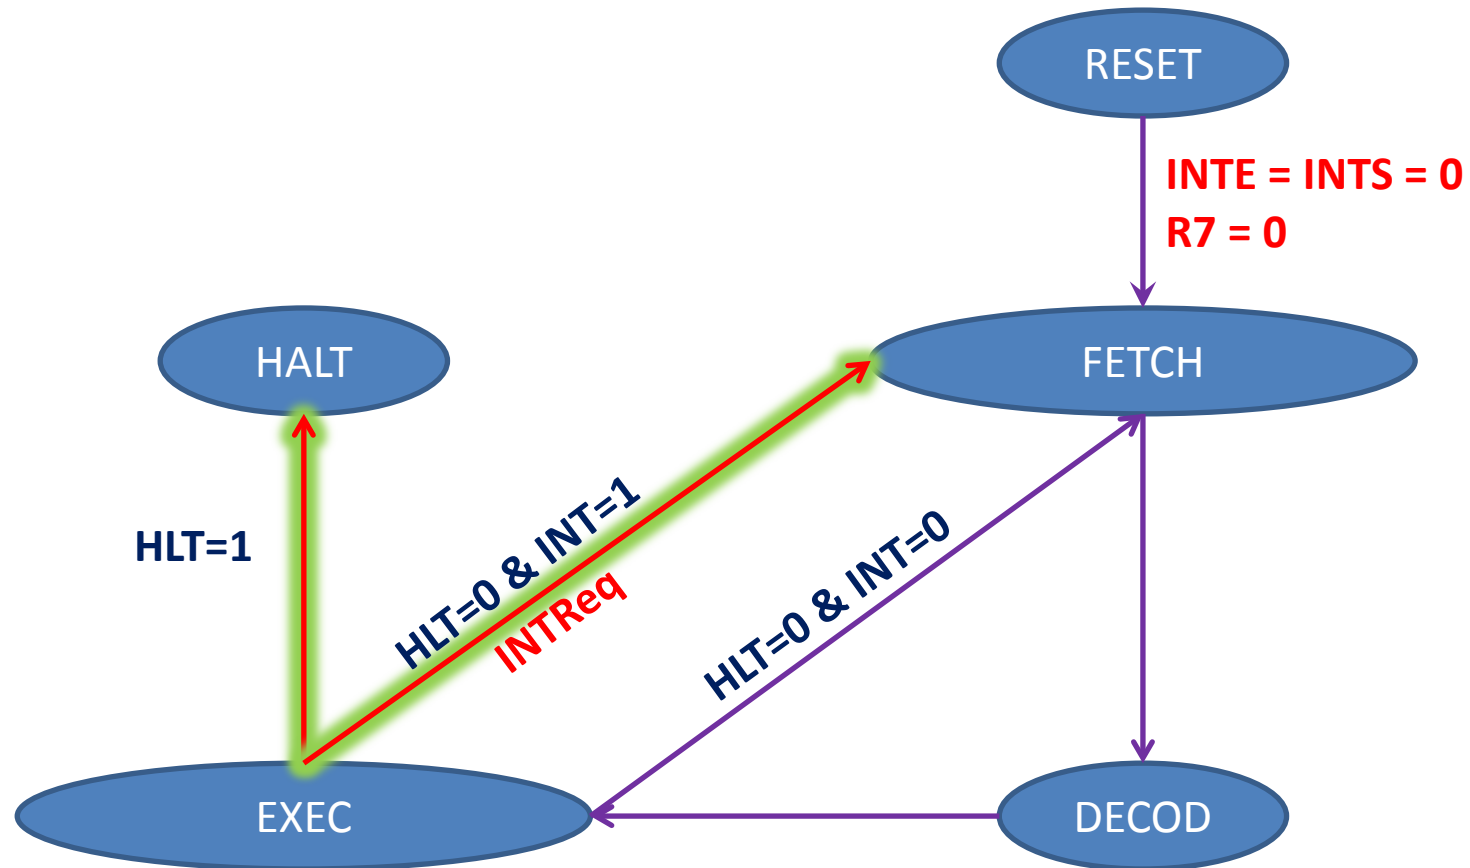 RESET
INTE = INTS = 0
R7 = 0
HALT
FETCH
HLT=1
HLT=0 & INT=1
INTReq
HLT=0 & INT=0
EXEC
DECOD